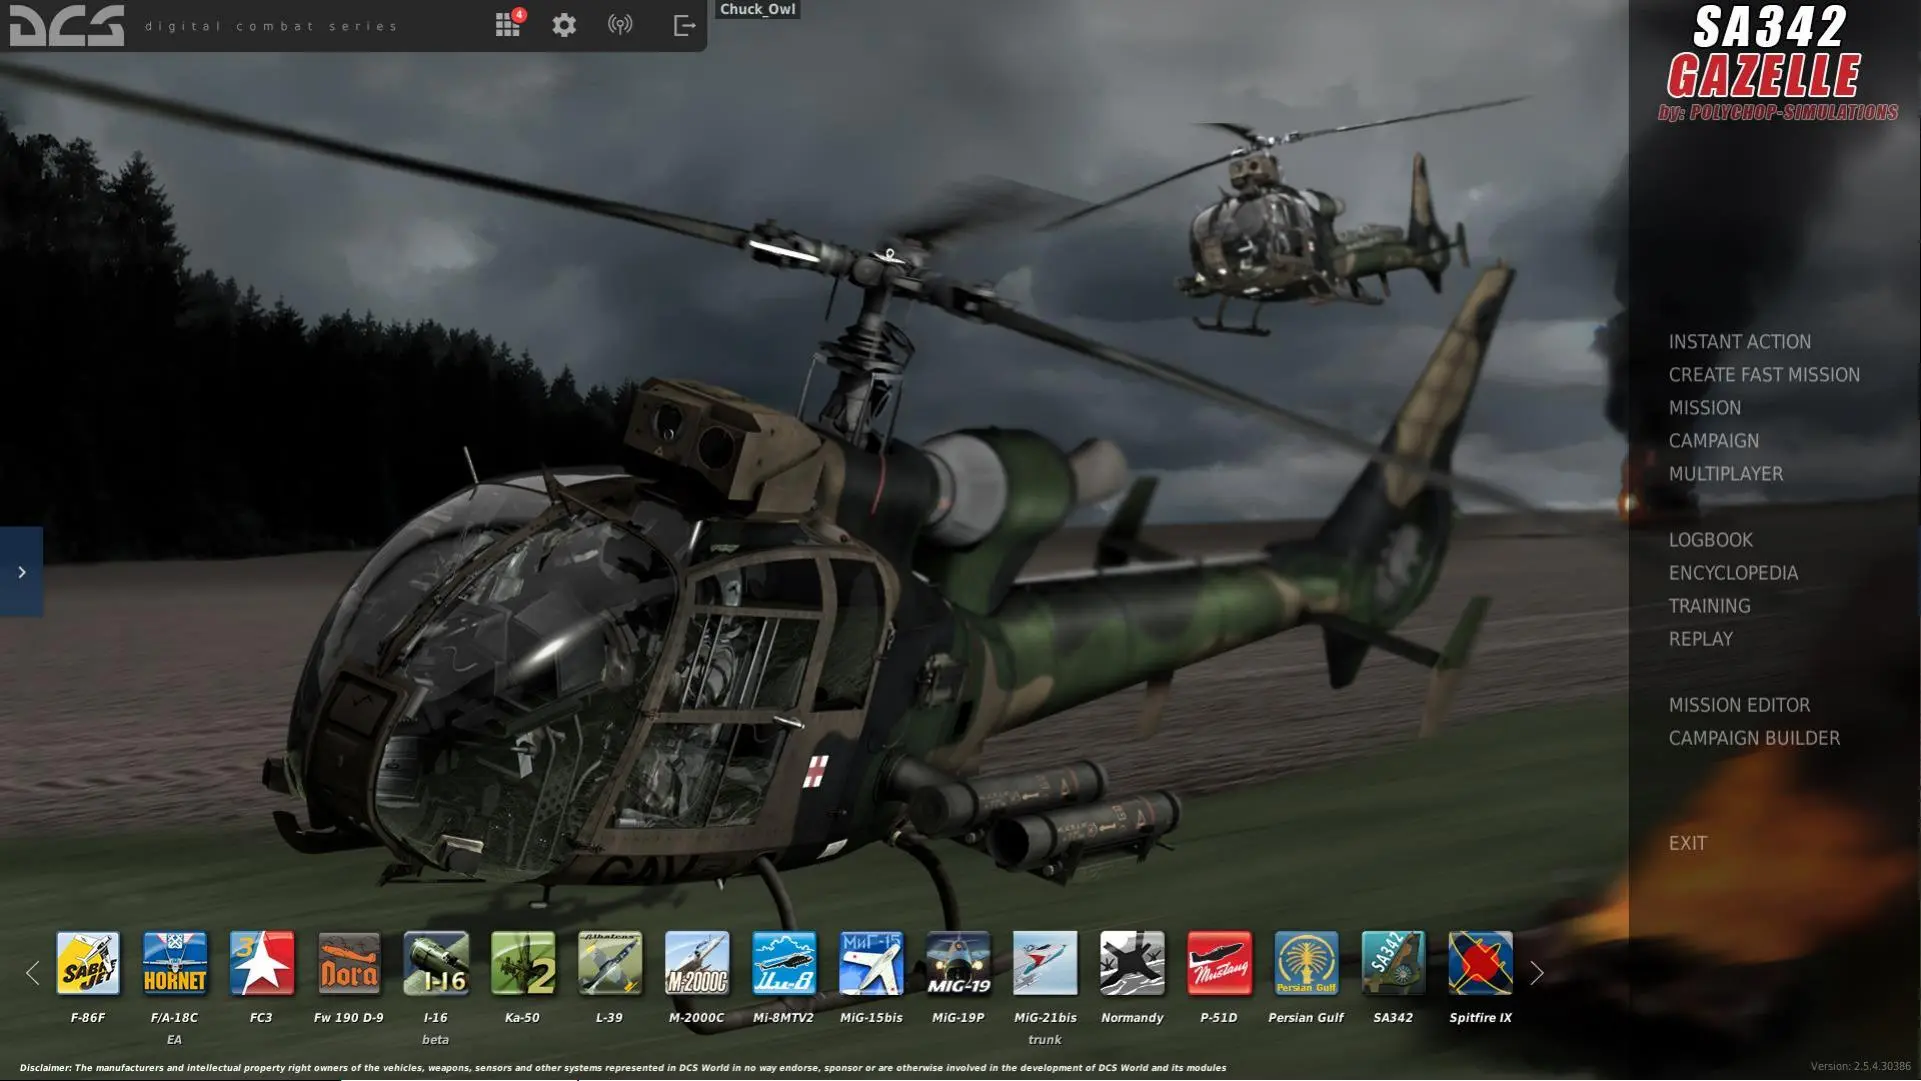 DCS digital combat series
4
Chuck_Owl
SA342
GAZELLE
by: POLYCHOP-SIMULATIONS
INSTANT ACTION
CREATE FAST MISSION
MISSION
CAMPAIGN
MULTIPLAYER
LOGBOOK
ENCYCLOPEDIA
TRAINING
REPLAY
MISSION EDITOR
CAMPAIGN BUILDER
EXIT
SABRE JET
HORNET
3
Dora
I-16
2
Albatros
M-2000C
Ми-8
МиГ-15
MIG-19
Mustang
Persian Gulf
SA342
F-86F
F/A-18C
EA
FC3
Fw 190 D-9
I-16
beta
Ka-50
L-39
M-2000C
Mi-8MTV2
MiG-15bis
MiG-19P
MiG-21bis
trunk
Normandy
P-51D
Persian Gulf
SA342
Spitfire IX
Disclaimer: The manufacturers and intellectual property right owners of the vehicles, weapons, sensors and other systems represented in DCS World in no way endorse, sponsor or are otherwise involved in the development of DCS World and its modules
Version: 2.5.4.30386